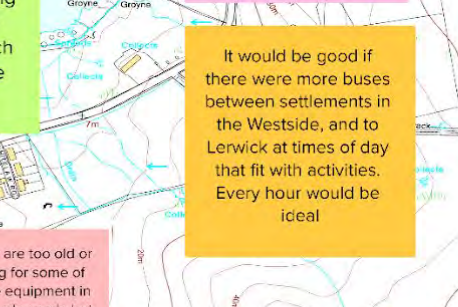 ng
Groyne
Groyne
ch
e
Collects
Collects
Collects
7m
It would be good if
there were more buses
between settlements in
the Westside, and to
Lerwick at times of day
that fit with activities.
Every hour would be
ideal
are too old or
g for some of
e equipment in
20m